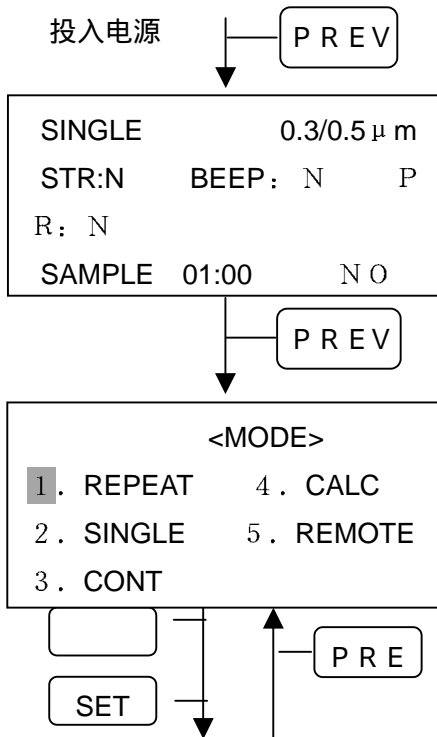 投入电源 PREV
SINGLE 0.3/0.5μm
STR:N BEEP：N P
R：N
SAMPLE 01:00 NO
PREV
<MODE>
1．REPEAT 4．CALC
2．SINGLE 5．REMOTE
3．CONT
PRE
SET